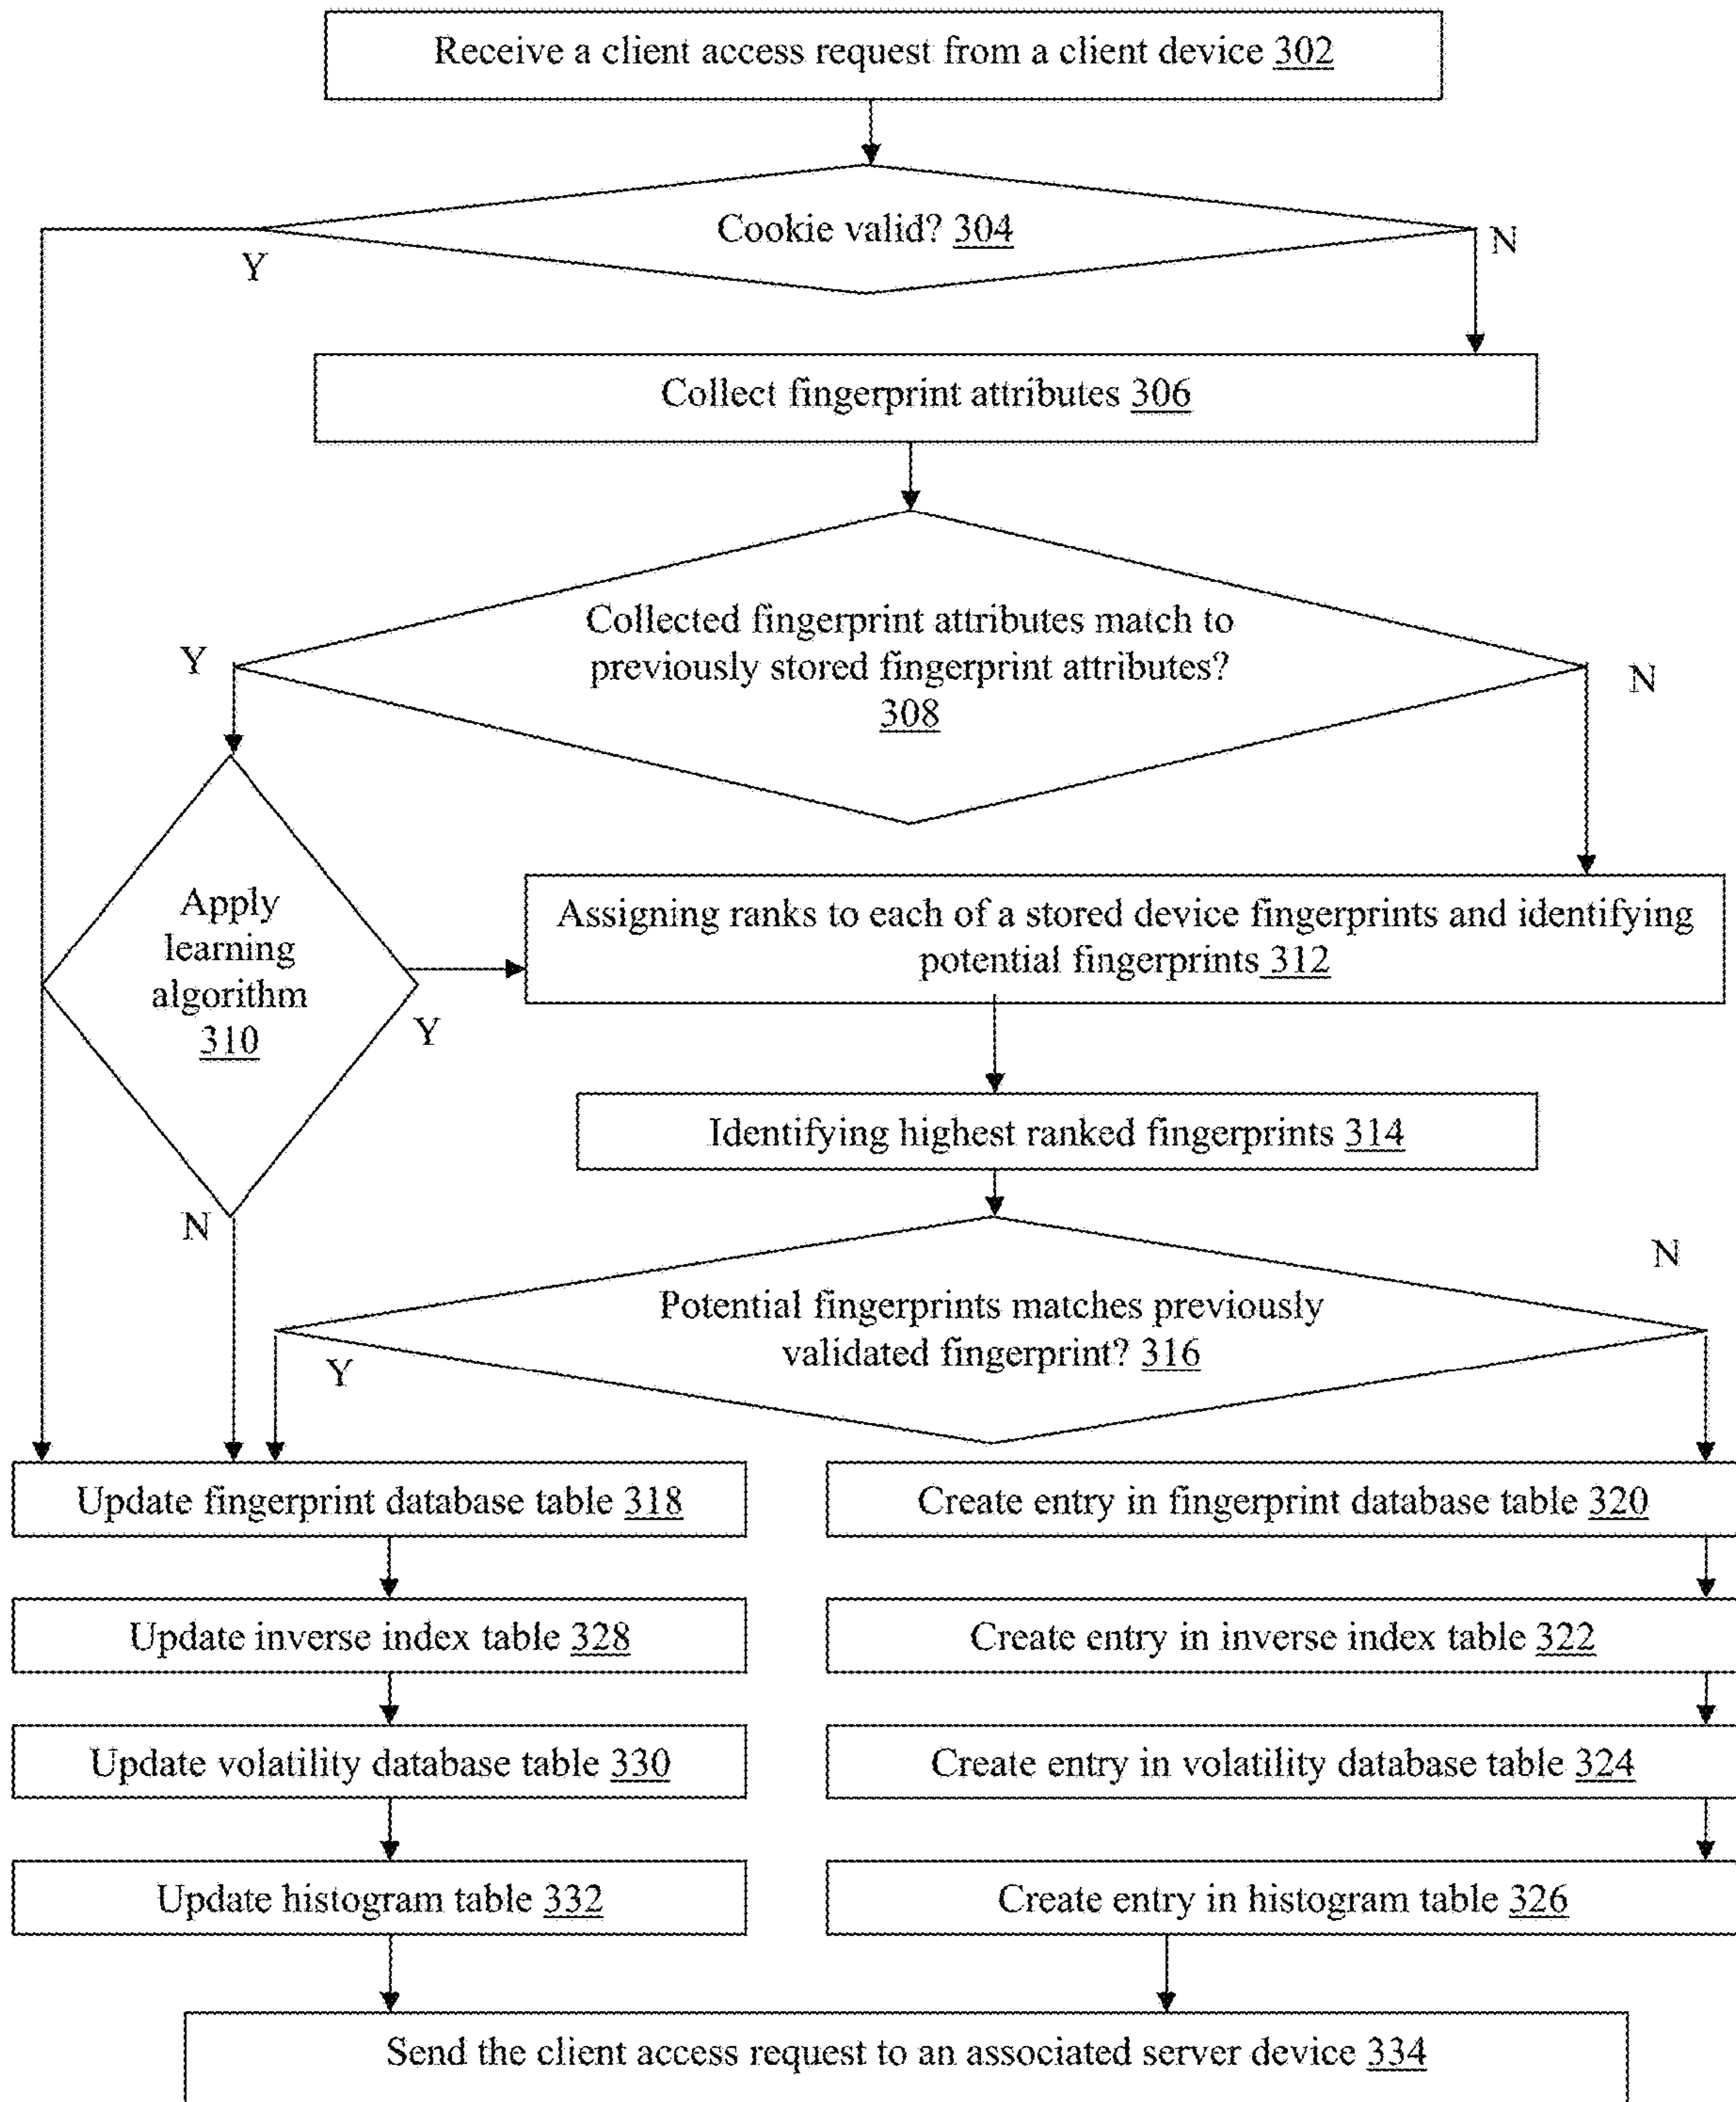 Receive a client access request from a client device 302
Cookie valid? 304
Y
N
Collect fingerprint attributes 306
Collected fingerprint attributes match to
previously stored fingerprint attributes?
308
Y
N
Apply
learning
algorithm
310
Y
N
Assigning ranks to each of a stored device fingerprints and identifying
potential fingerprints 312
Identifying highest ranked fingerprints 314
Potential fingerprints matches previously
validated fingerprint? 316
Y
N
Update fingerprint database table 318
Create entry in fingerprint database table 320
Update inverse index table 328
Create entry in inverse index table 322
Update volatility database table 330
Create entry in volatility database table 324
Update histogram table 332
Create entry in histogram table 326
Send the client access request to an associated server device 334